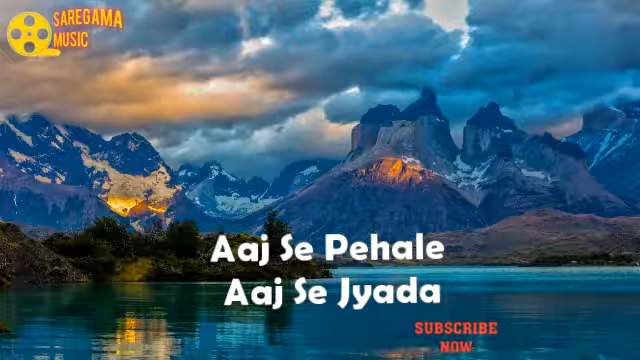 SAREGAMA
MUSIC
Aaj Se Pehale
Aaj Se Jyada
SUBSCRIBE
NOW